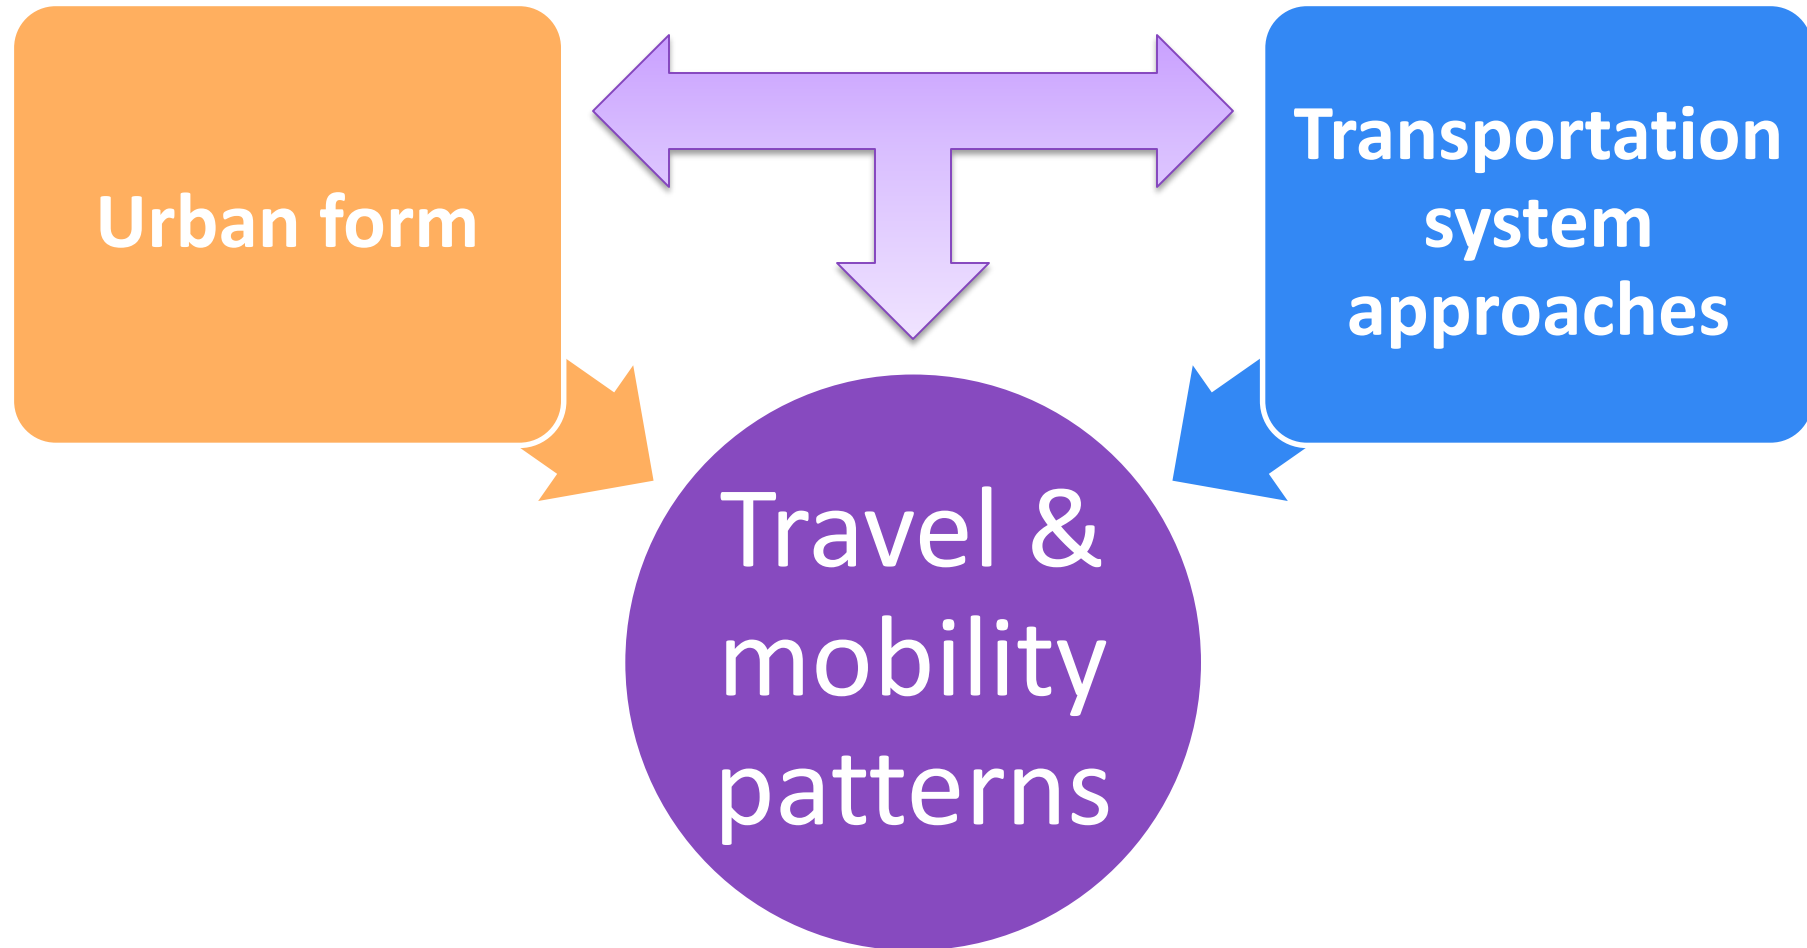 Urban form
Transportation
system
approaches
Travel &
mobility
patterns